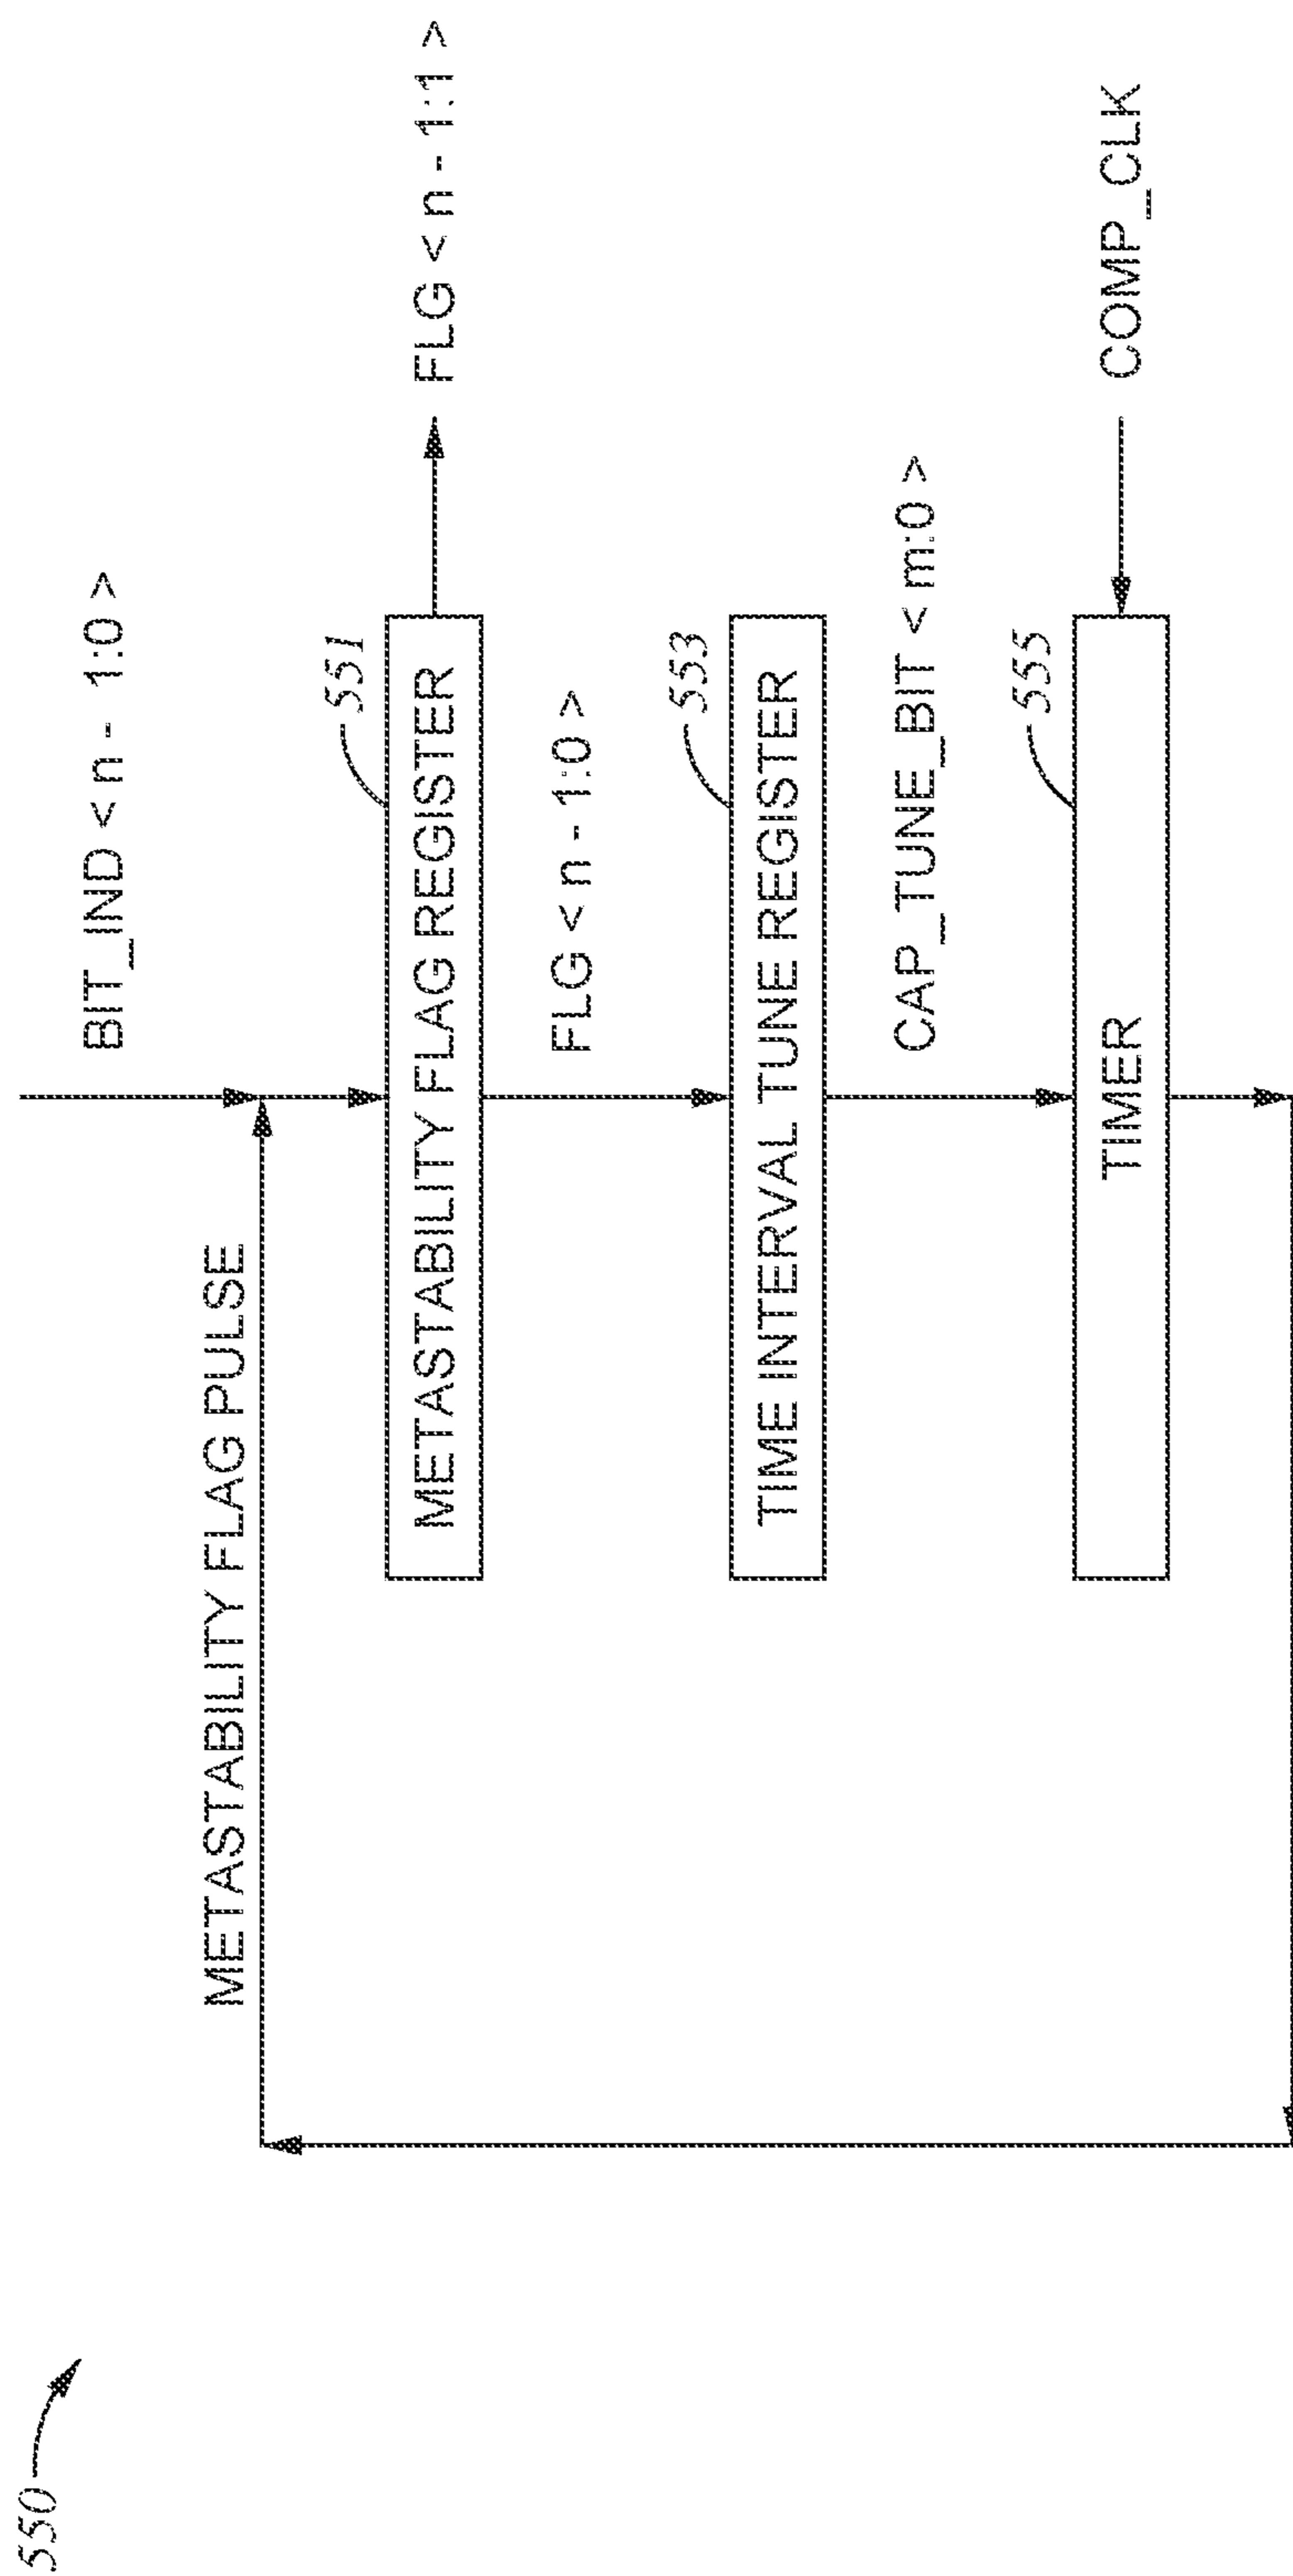 550
BIT_IND < n - 1:0 >
METASTABILITY FLAG PULSE
551
METASTABILITY FLAG REGISTER
FLG < n - 1:1 >
FLG < n - 1:0 >
553
TIME INTERVAL TUNE REGISTER
CAP_TUNE_BIT < m:0 >
555
TIMER
COMP_CLK